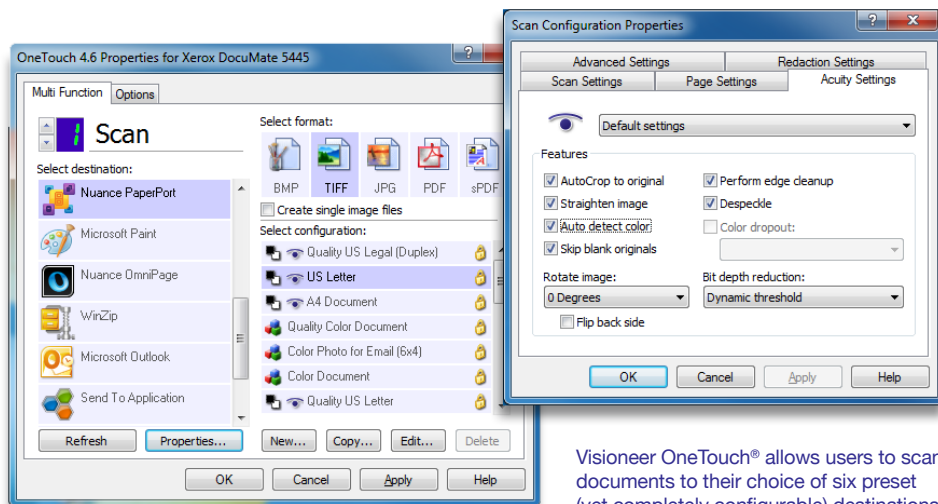 OneTouch 4.6 Properties for Xerox DocuMate 5445
?
Multi Function
Options
1
Scan
Select destination:
Nuance PaperPort
Microsoft Paint
Nuance OmniPage
WinZip
Microsoft Outlook
Send To Application
Refresh
Properties...
Select format:
BMP
TIFF
JPG
PDF
sPDF
Create single image files
Select configuration:
Quality US Legal (Duplex)
US Letter
A4 Document
Quality Color Document
Color Photo for Email (6x4)
Color Document
Quality US Letter
New...
Copy...
Edit...
Delete
OK
Cancel
Apply
Help
Scan Configuration Properties
?
X
Advanced Settings
Redaction Settings
Scan Settings
Page Settings
Acuity Settings
Default settings
Features
AutoCrop to original
Perform edge cleanup
Straighten image
Despeckle
Auto detect color
Color dropout:
Skip blank originals
Rotate image:
Bit depth reduction:
0 Degrees
Dynamic threshold
Flip back side
OK
Cancel
Apply
Help
Visioneer OneTouch® allows users to scan
documents to their choice of six preset
(yet completely configurable) destinations